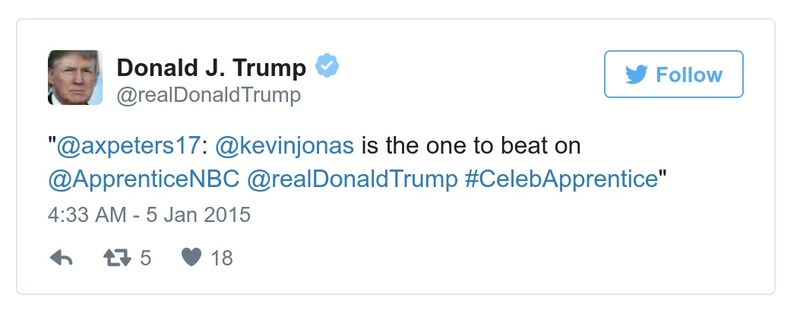 Donald J. Trump
@realDonaldTrump
Follow
"@axpeters17: @kevinjonas is the one to beat on
@ApprenticeNBC @realDonaldTrump #CelebApprentice"
4:33 AM - 5 Jan 2015
5 18